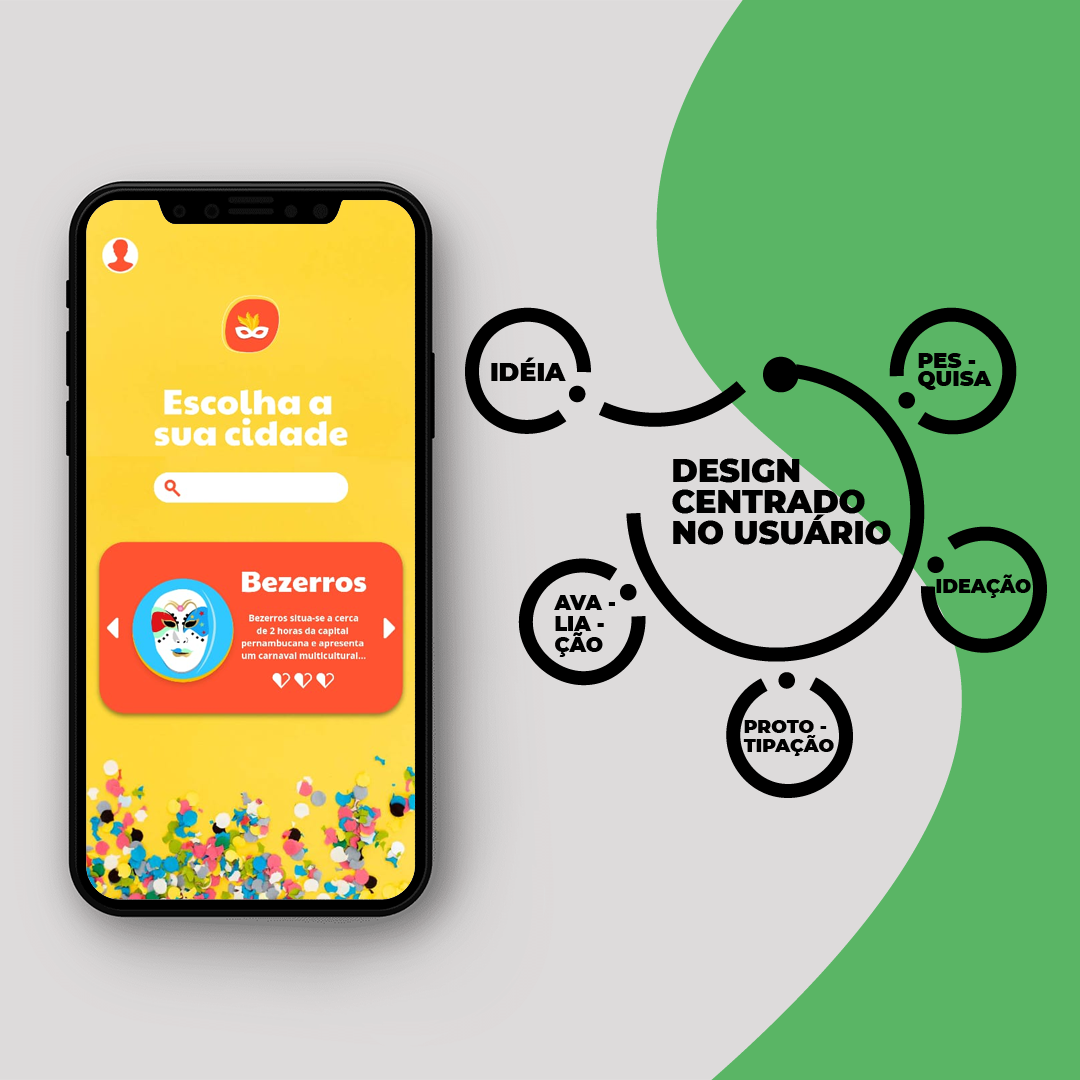 Escolha a
sua cidade
Bezerros
Bezerros situa-se a cerca
de 2 horas da capital
pernambucana e apresenta
um carnaval multicultural...
IDÉIA
PES -
QUISA
DESIGN
CENTRADO
NO USUÁRIO
IDEAÇÃO
AVA -
LIA -
ÇÃO
PROTO -
TIPAÇÃO